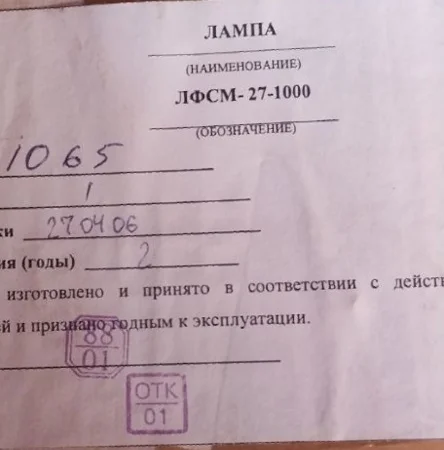 ЛАМПА
(НАИМЕНОВАНИЕ)
ЛФСМ- 27-1000
(ОБОЗНАЧЕНИЕ)
1065
1
ки 270406
ия (годы) 2
изготовлено и принято в соответствии с действ
ей и признано годным к эксплуатации.
88
01
ОТК
01